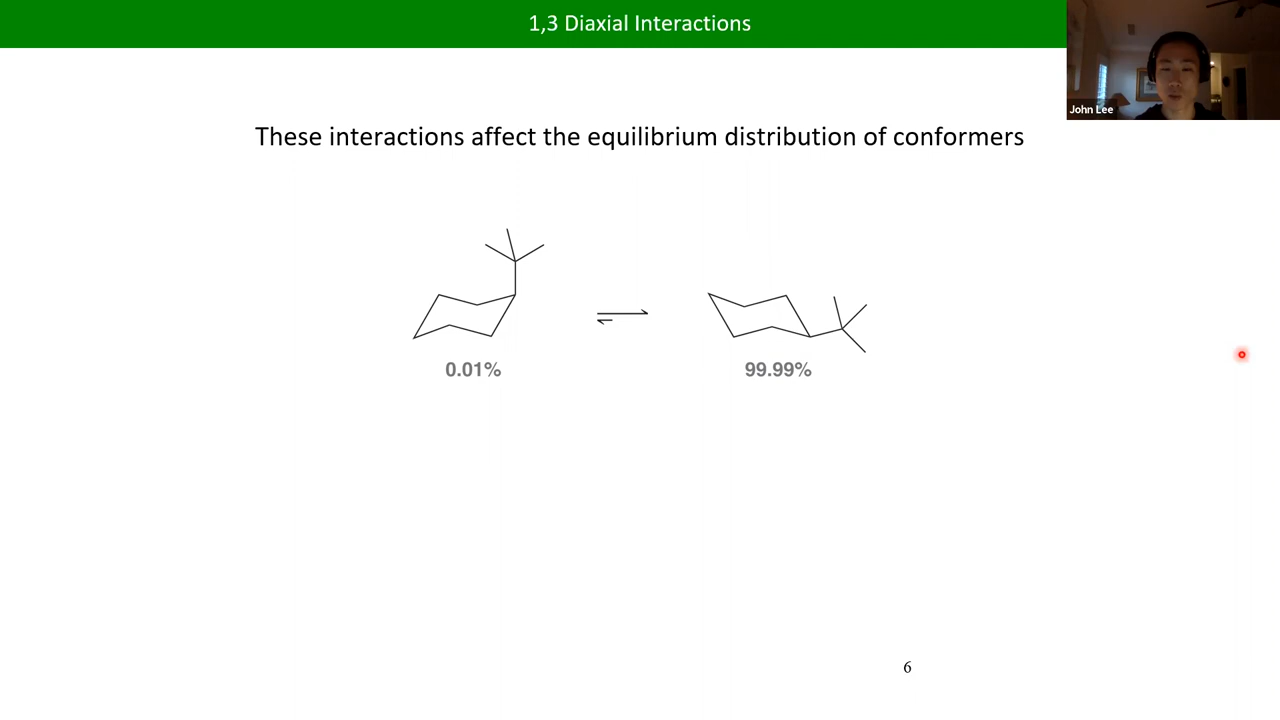 1,3 Diaxial Interactions
John Lee
These interactions affect the equilibrium distribution of conformers
0.01%
99.99%
6